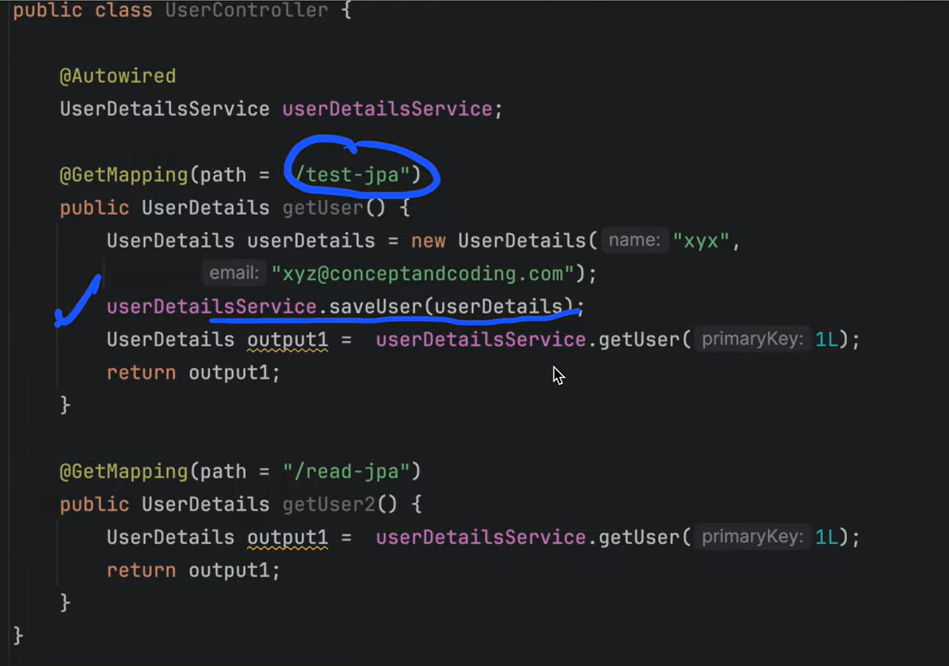 public class UserController {
@Autowired
UserDetailsService userDetailsService;
@GetMapping(path = "/test-jpa")
public UserDetails getUser() {
UserDetails userDetails = new UserDetails( name: "xyx",
email: "xyz@conceptandcoding.com");
userDetailsService.saveUser(userDetails);
UserDetails output1 = userDetailsService.getUser( primaryKey: 1L);
return output1;
}
@GetMapping(path = "/read-jpa")
public UserDetails getUser2() {
UserDetails output1 = userDetailsService.getUser( primaryKey: 1L);
return output1;
}
}